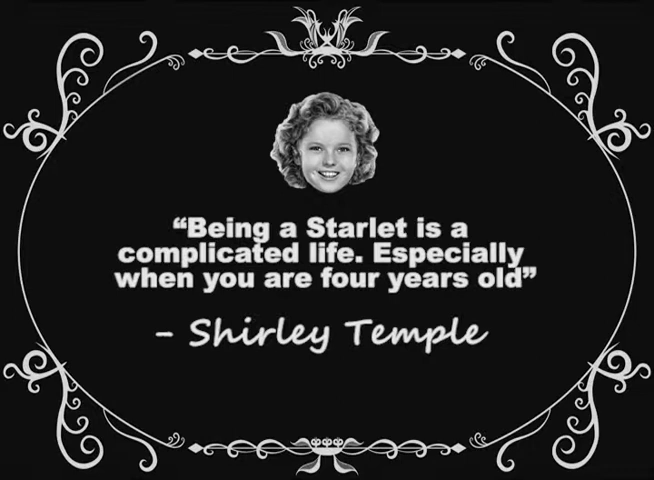 “Being a Starlet is a
complicated life. Especially
when you are four years old”
- Shirley Temple